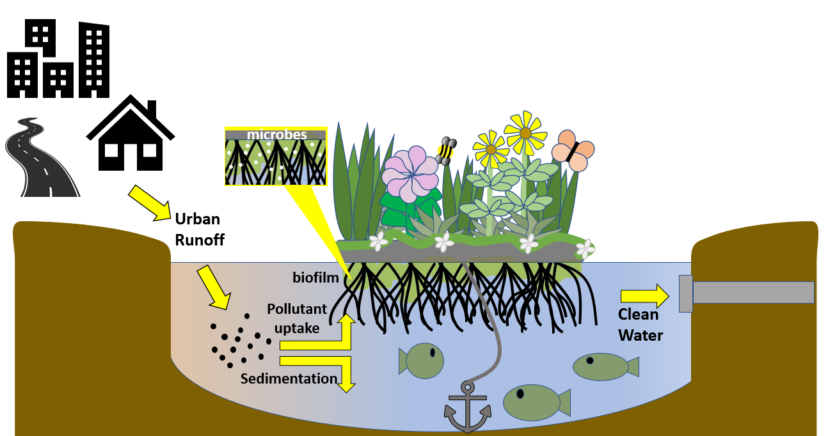 microbes
Urban
Runoff
biofilm
Pollutant
uptake
Sedimentation
Clean
Water